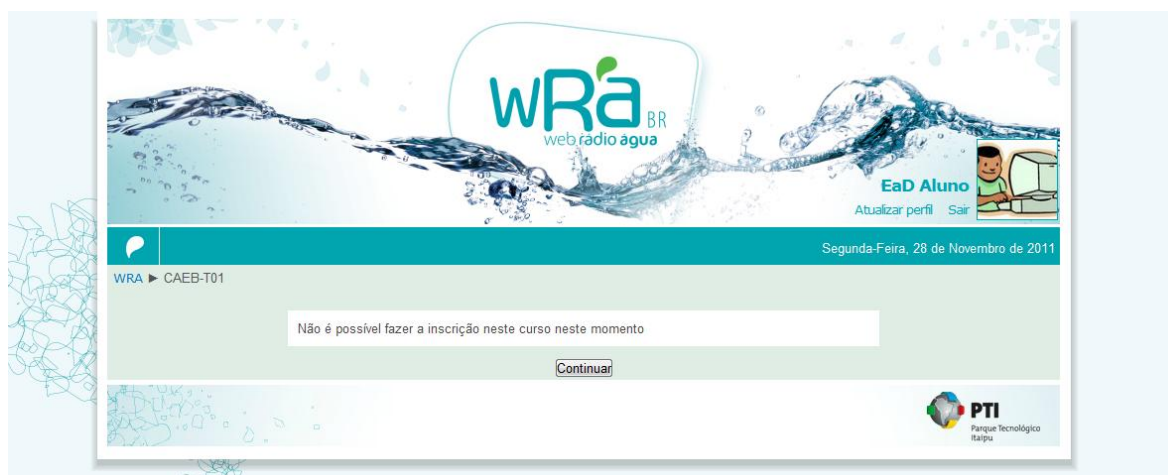 wRa BR
web rádio água
EaD Aluno
Atualizar perfil Sair
Segunda-Feira, 28 de Novembro de 2011
WRA ► CAEB-T01
Não é possível fazer a inscrição neste curso neste momento
Continuar
PTI
Parque Tecnológico
Itaipu